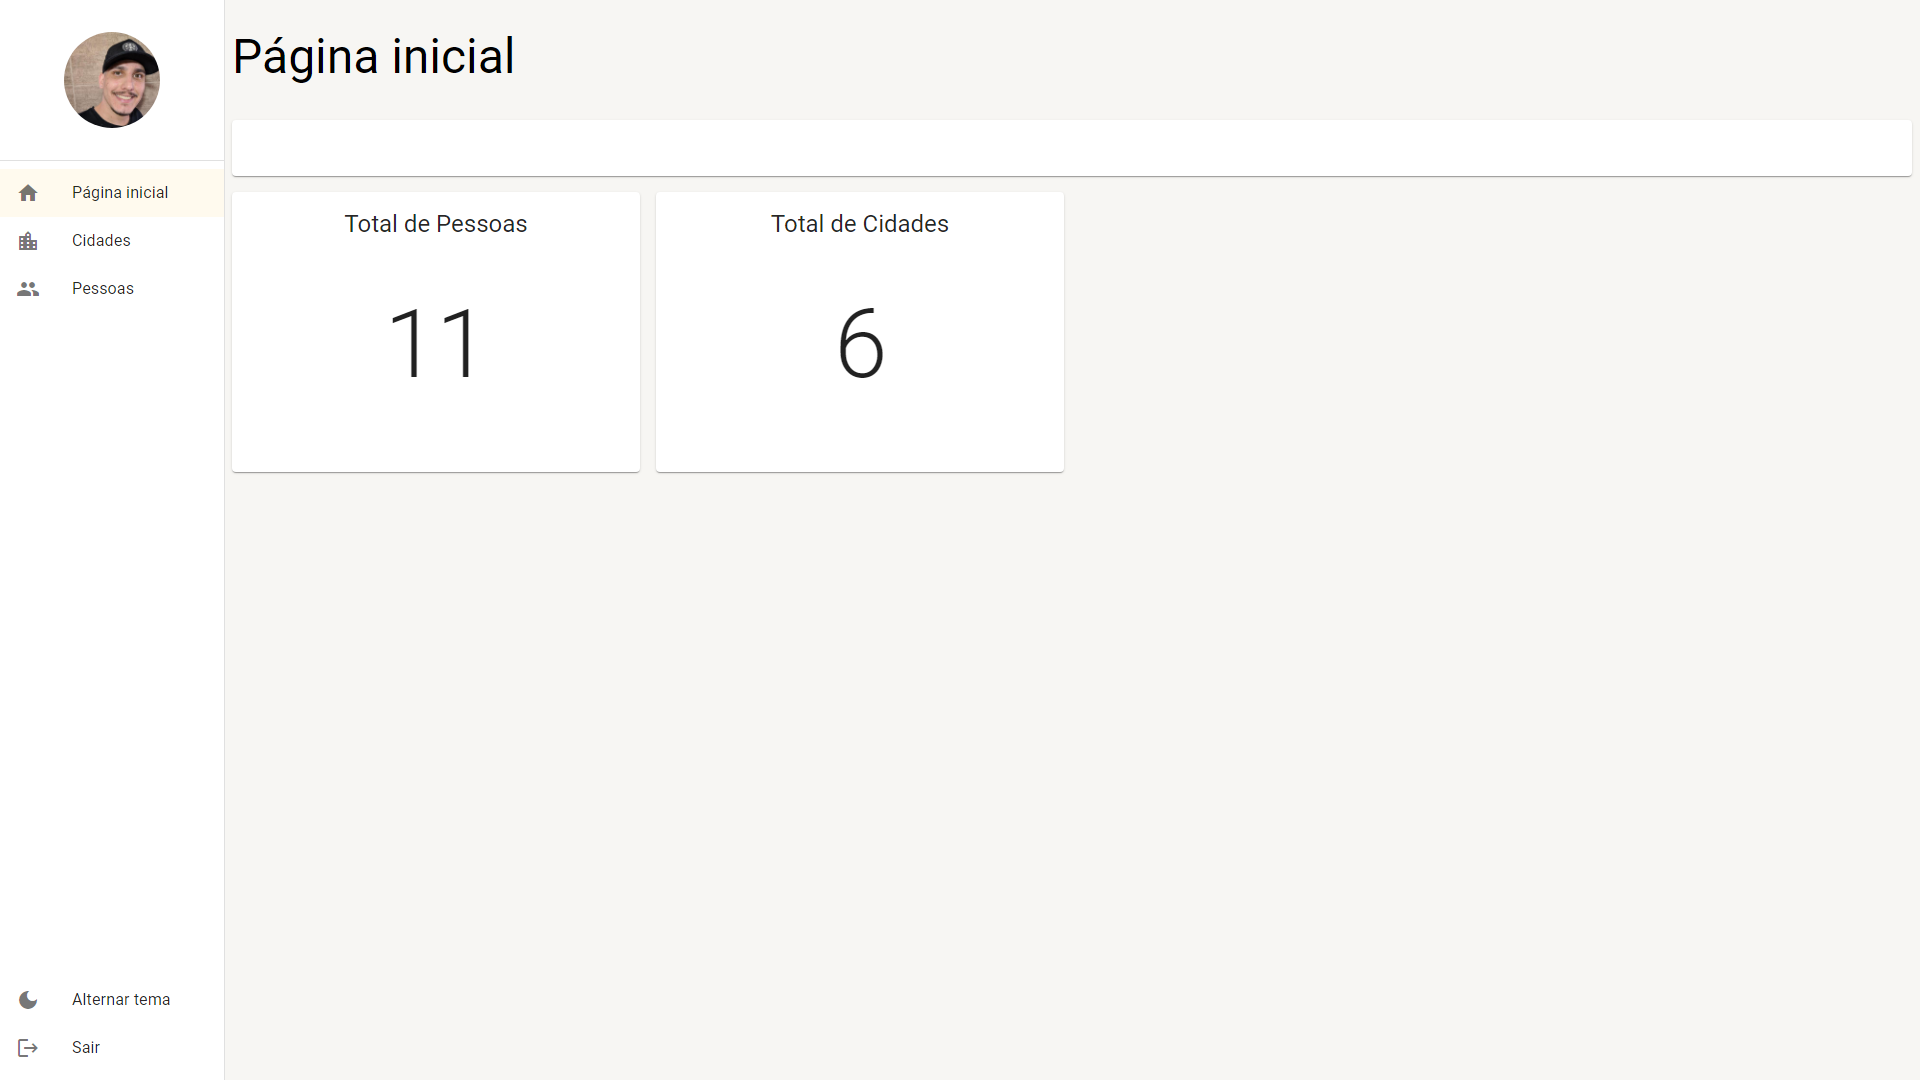 Página inicial
Página inicial
Cidades
Pessoas
Total de Pessoas
11
Total de Cidades
6
Alternar tema
Sair